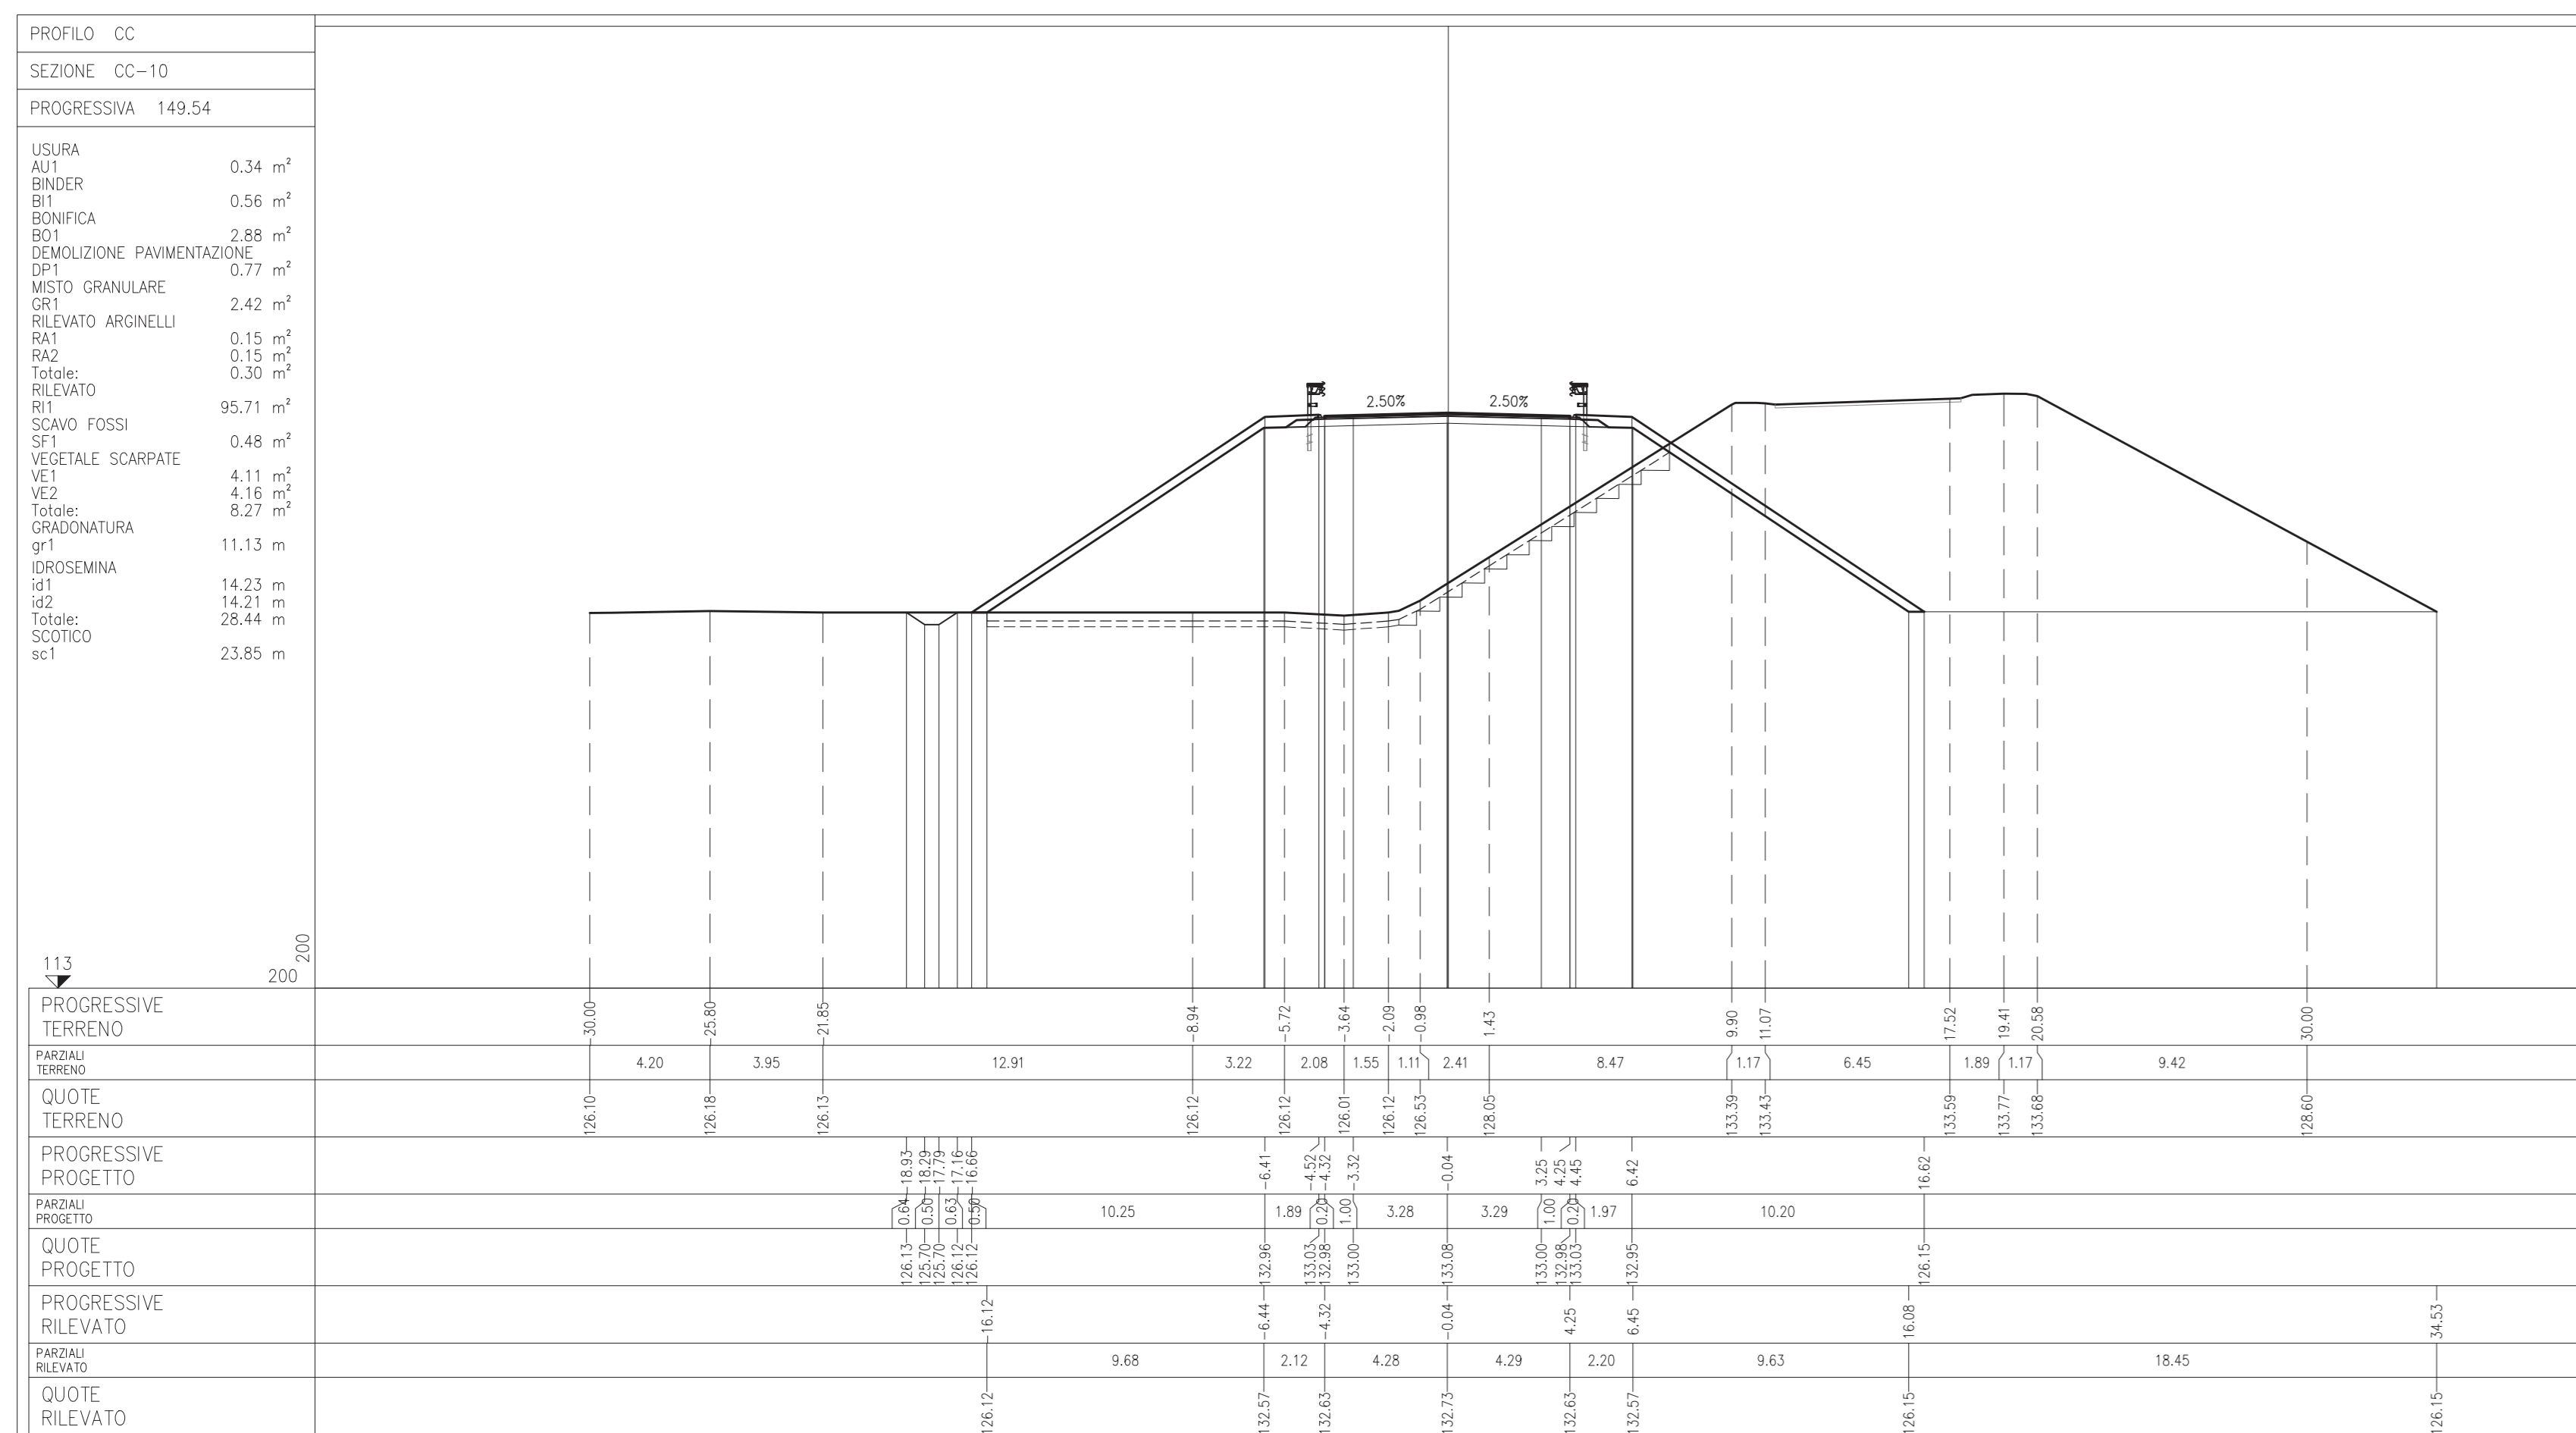 PROFILO CC
SEZIONE CC-10
PROGRESSIVA 149.54
USURA
AU1 0.34 m²
BINDER
BI1 0.56 m²
BONIFICA
BO1 2.88 m²
DEMOLIZIONE PAVIMENTAZIONE
DP1 0.77 m²
MISTO GRANULARE
GR1 2.42 m²
RILEVATO ARGINELLI
RA1 0.15 m²
RA2 0.15 m²
Totale: 0.30 m²
RILEVATO
RI1 95.71 m²
SCAVO FOSSI
SF1 0.48 m²
VEGETALE SCARPATE
VE1 4.11 m²
VE2 4.16 m²
Totale: 8.27 m²
GRADONATURA
gr1 11.13 m
IDROSEMINA
id1 14.23 m
id2 14.21 m
Totale: 28.44 m
SCOTICO
sc1 23.85 m
2.50% 2.50%
113
200
200
PROGRESSIVE
TERRENO
-30.00 -25.80 -21.85 -8.94 -5.72 -3.64 -2.09 -0.98 1.43 9.90 11.07 17.52 19.41 20.58 30.00
PARZIALI
TERRENO
4.20 3.95 12.91 3.22 2.08 1.55 1.11 2.41 8.47 1.17 6.45 1.89 1.17 9.42
QUOTE
TERRENO
126.10 126.18 126.13 126.12 126.12 126.01 126.12 126.53 128.05 133.39 133.43 133.59 133.77 133.68 128.60
PROGRESSIVE
PROGETTO
-18.93 -18.29 -17.79 -17.16 -16.66 -6.41 -4.52 -4.32 -3.32 -0.04 3.25 4.25 4.45 6.42 16.62
PARZIALI
PROGETTO
0.64 0.50 0.63 0.50 10.25 1.89 0.20 1.00 3.28 3.29 1.00 0.20 1.97 10.20
QUOTE
PROGETTO
126.13 125.70 125.70 126.12 126.12 132.96 133.03 132.98 133.00 133.08 133.00 132.98 133.03 132.95 126.15
PROGRESSIVE
RILEVATO
-16.12 -6.44 -4.32 -0.04 4.25 6.45 16.08 34.53
PARZIALI
RILEVATO
9.68 2.12 4.28 4.29 2.20 9.63 18.45
QUOTE
RILEVATO
126.12 132.57 132.63 132.73 132.63 132.57 126.15 126.15